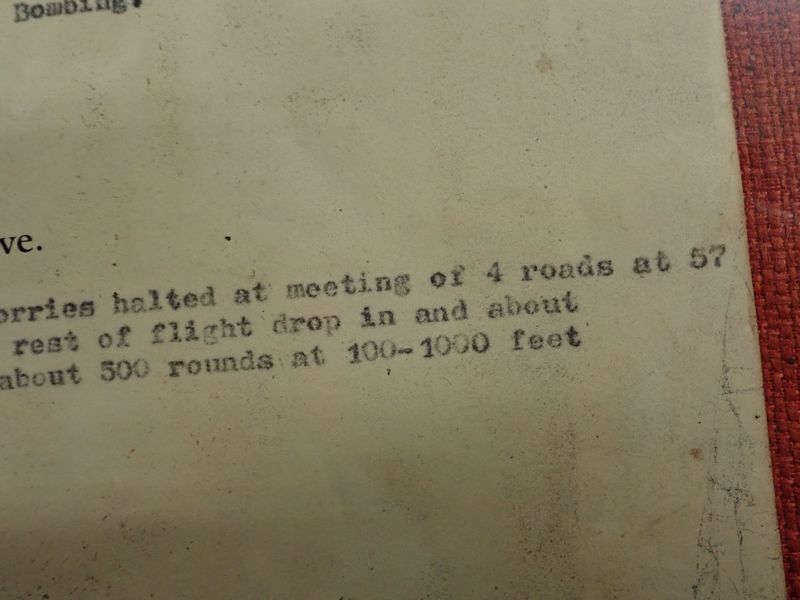 Bombing.
ve.
orries halted at meeting of 4 roads at 57
rest of flight drop in and about
about 500 rounds at 100-1000 feet